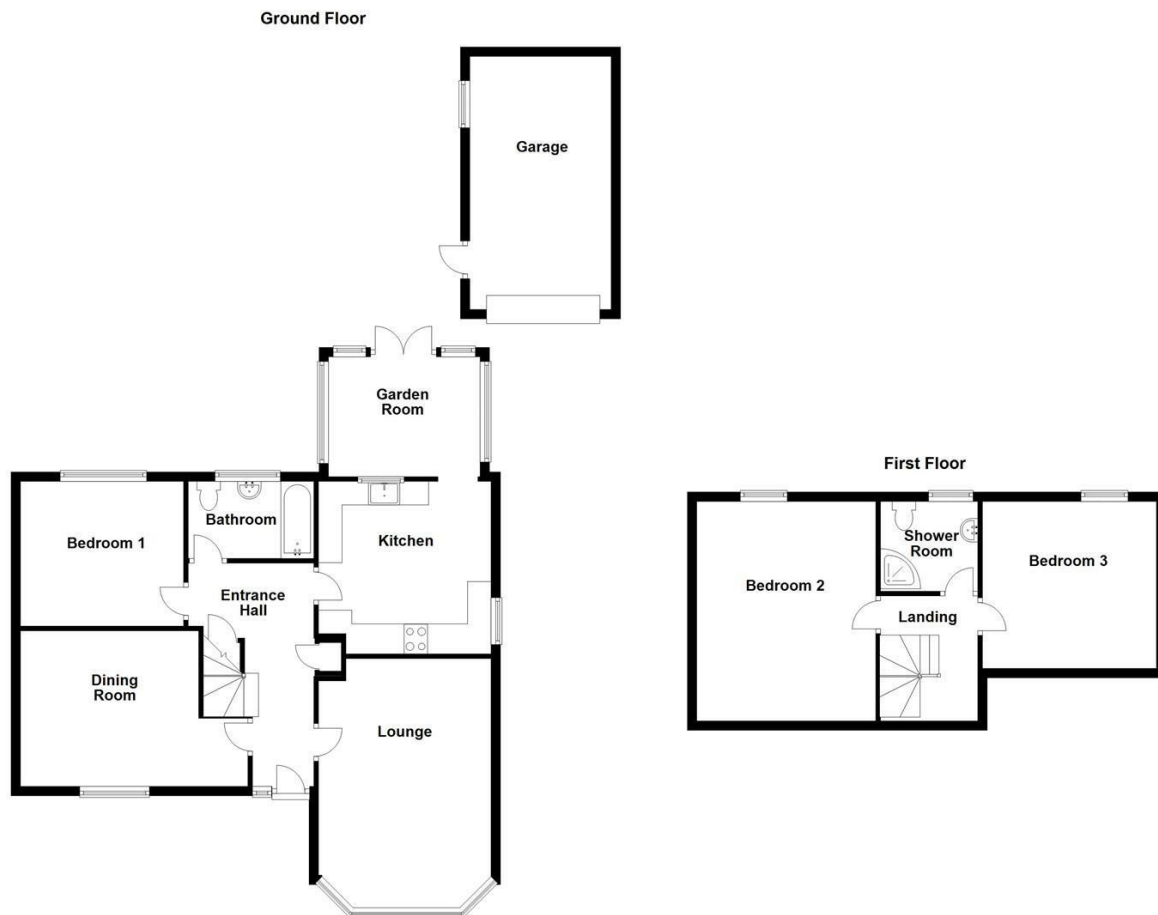 Ground Floor
Garage
Garden
Room
Bedroom 1
Bathroom
Kitchen
Entrance
Hall
Dining
Room
Lounge
First Floor
Bedroom 2
Shower
Room
Bedroom 3
Landing